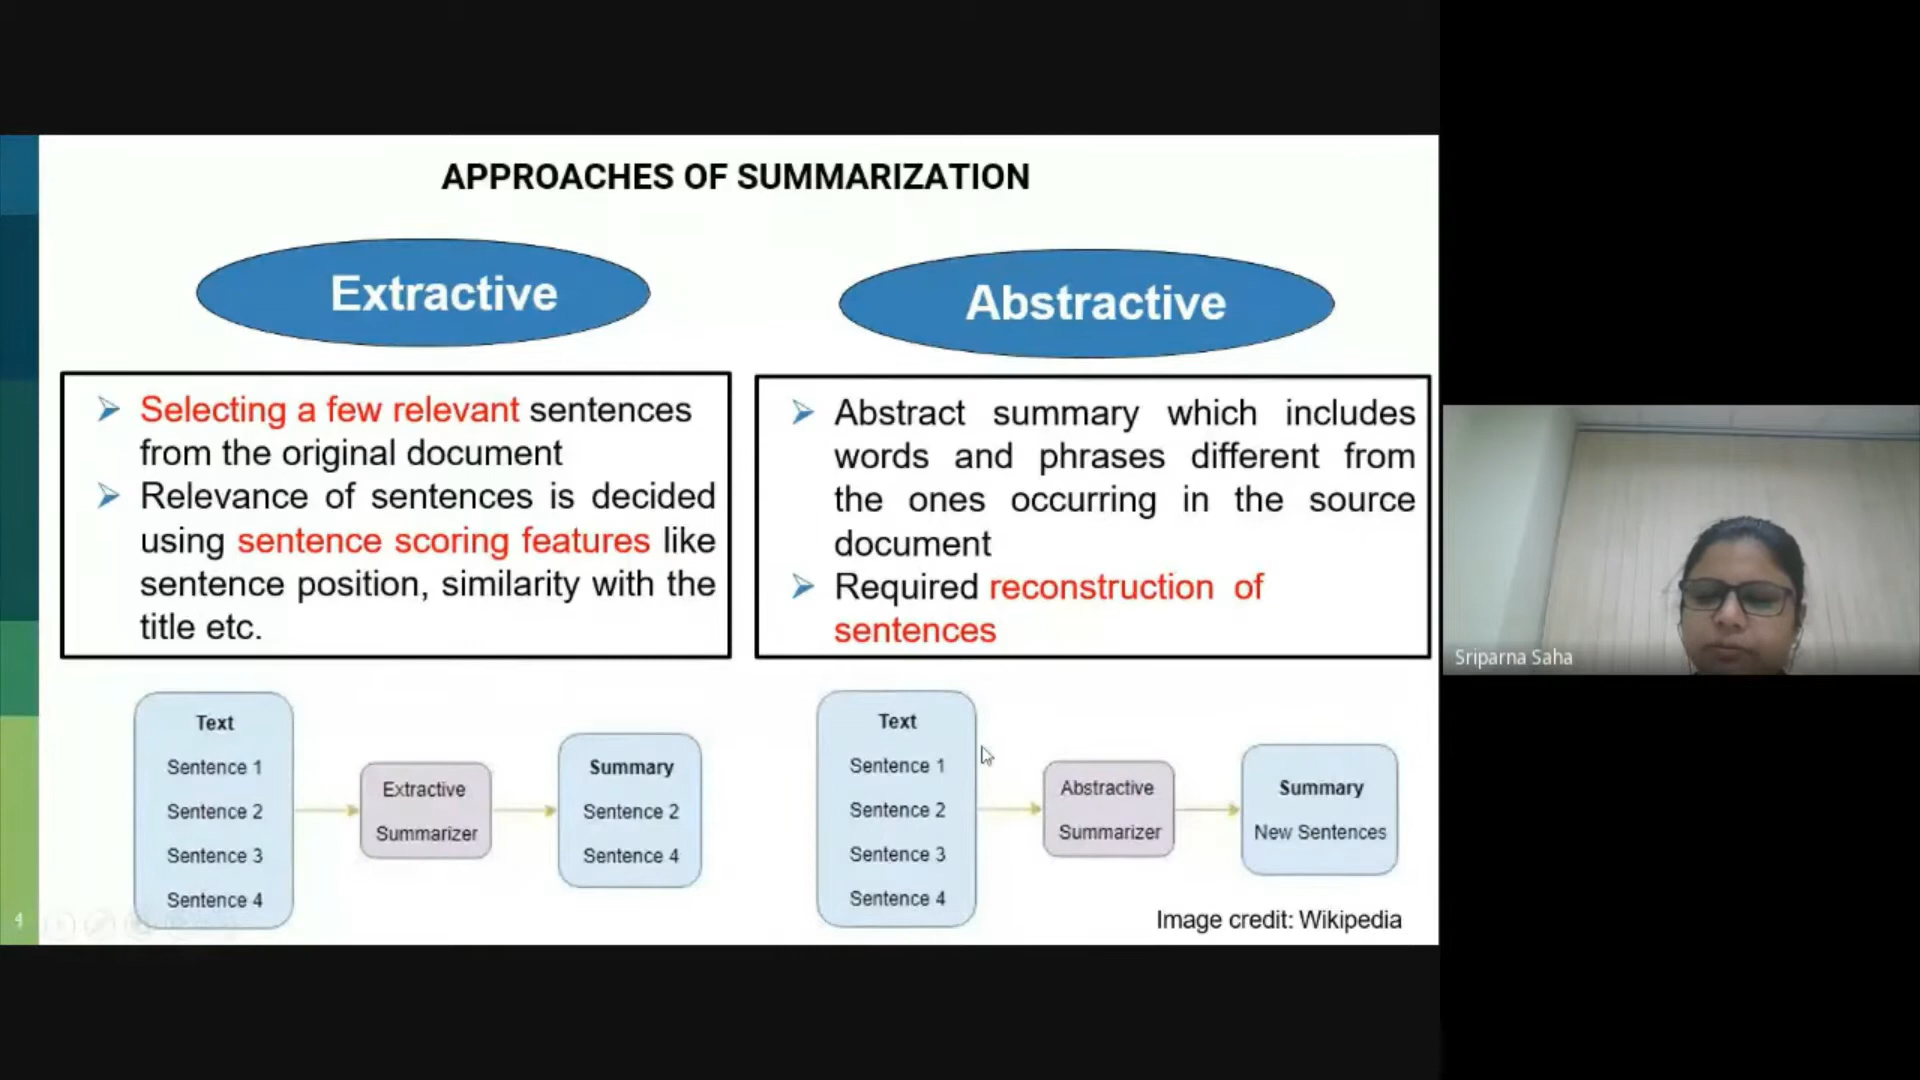 APPROACHES OF SUMMARIZATION
Extractive
Selecting a few relevant sentences
from the original document
Relevance of sentences is decided
using sentence scoring features like
sentence position, similarity with the
title etc.
Abstractive
Abstract summary which includes
words and phrases different from
the ones occurring in the source
document
Required reconstruction of
sentences
Text
Sentence 1
Sentence 2
Sentence 3
Sentence 4
Extractive
Summarizer
Summary
Sentence 2
Sentence 4
Text
Sentence 1
Sentence 2
Sentence 3
Sentence 4
Abstractive
Summarizer
Summary
New Sentences
Image credit: Wikipedia
4
Sriparna Saha